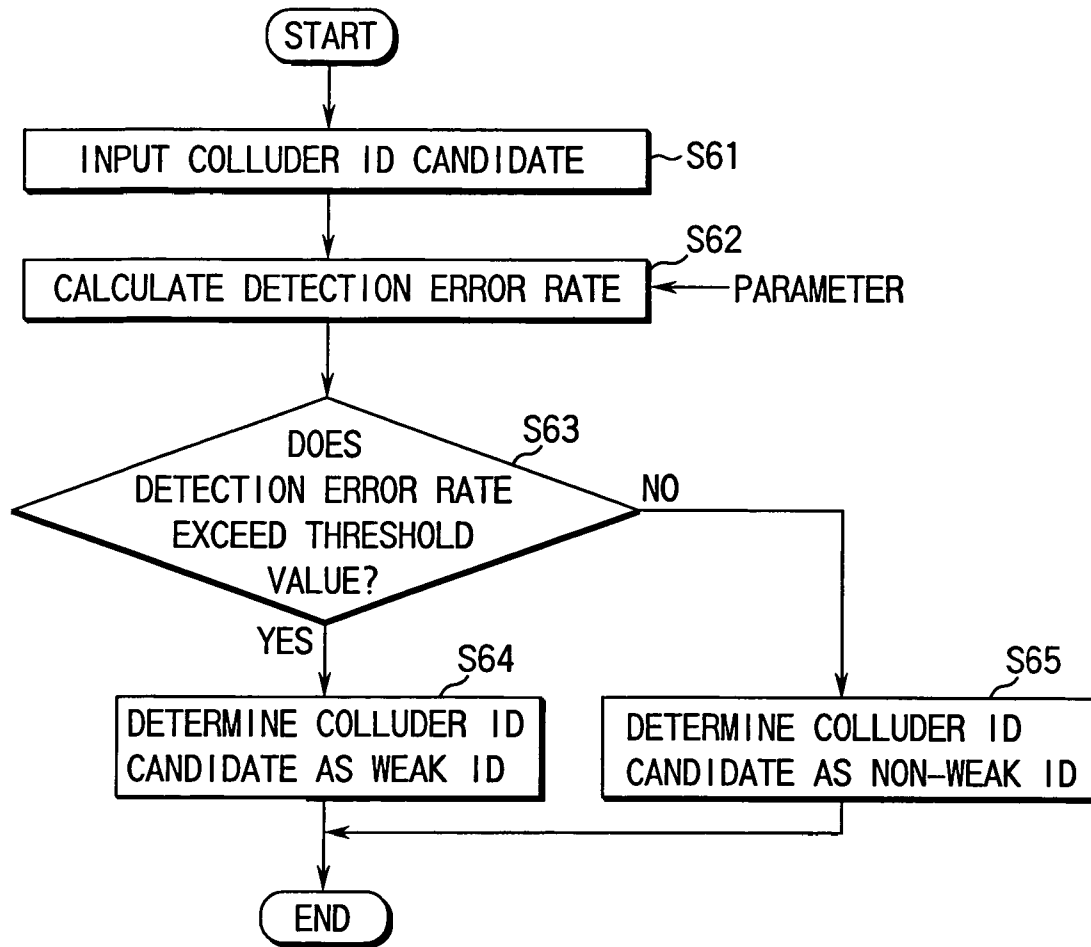 START
INPUT COLLUDER ID CANDIDATE
S61
S62
CALCULATE DETECTION ERROR RATE
PARAMETER
S63
DOES
DETECTION ERROR RATE
EXCEED THRESHOLD
VALUE?
NO
YES
S64
DETERMINE COLLUDER ID
CANDIDATE AS WEAK ID
S65
DETERMINE COLLUDER ID
CANDIDATE AS NON-WEAK ID
END